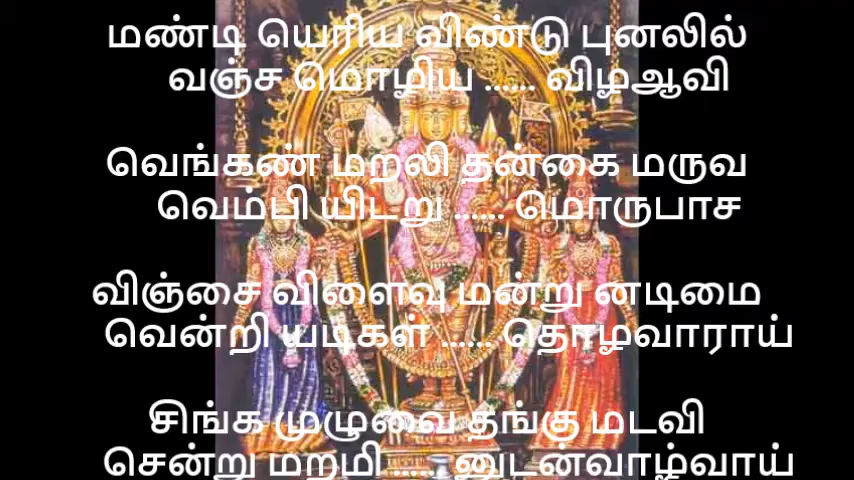 மண்டி யெரிய விண்டு புனலில்
வஞ்ச மொழிய ...... விழஆவி
வெங்கண் மறலி தன்கை மருவ
வெம்பி யிடறு ...... மொருபாச
விஞ்சை விளைவு மன்று னடிமை
வென்றி யடிகள் ...... தொழவாராய்
சிங்க முழுவை தங்கு மடவி
சென்று மறமி ...... னுடன்வாழ்வாய்